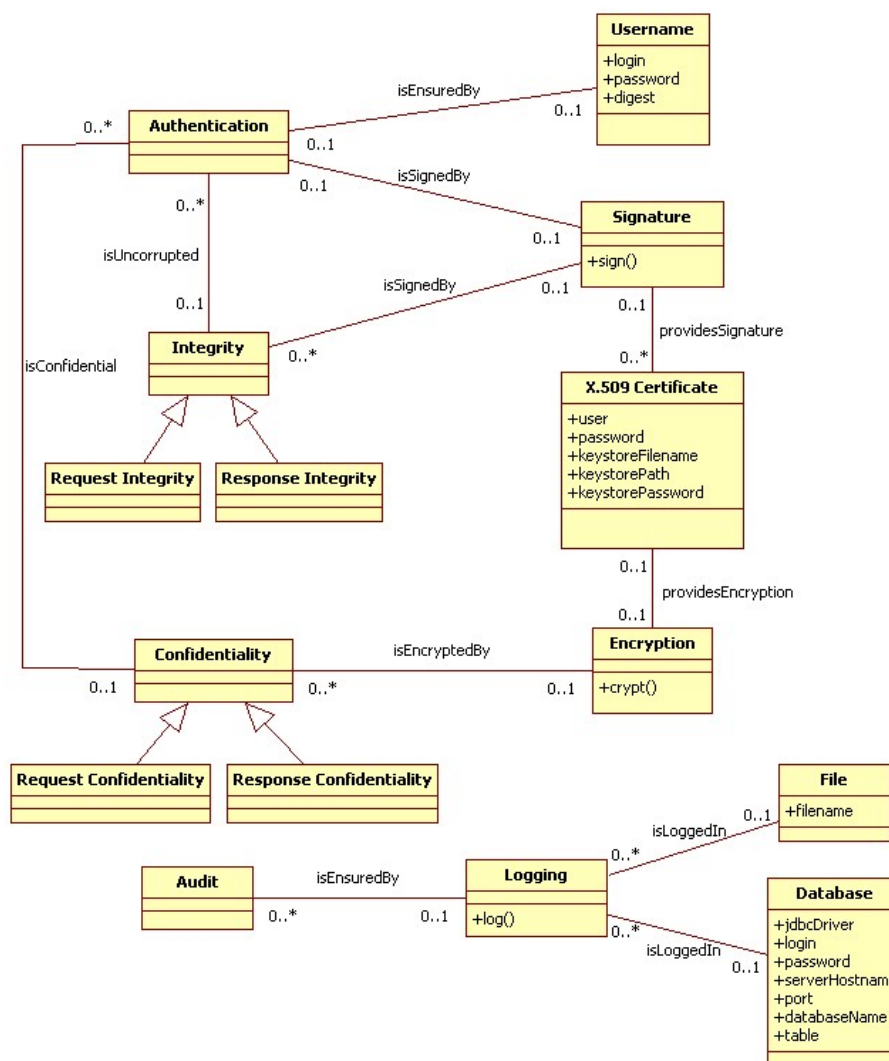 Username
+login
+password
+digest
isEnsuredBy
0..1
0..1
0..*
Authentication
0..1
isSignedBy
0..1
0..*
Signature
+sign()
isUncorrupted
isSignedBy
0..1
0..1
0..1
providesSignature
0..*
0..*
Integrity
isConfidential
X.509 Certificate
+user
+password
+keystoreFilename
+keystorePath
+keystorePassword
Request Integrity
Response Integrity
0..1
providesEncryption
0..1
Confidentiality
isEncryptedBy
Encryption
+crypt()
0..1
0..*
0..1
Request Confidentiality
Response Confidentiality
File
+filename
0..1
isLoggedIn
0..*
Audit
isEnsuredBy
Logging
+log()
0..*
0..1
0..*
isLoggedIn
0..1
Database
+jdbcDriver
+login
+password
+serverHostnam
+port
+databaseName
+table